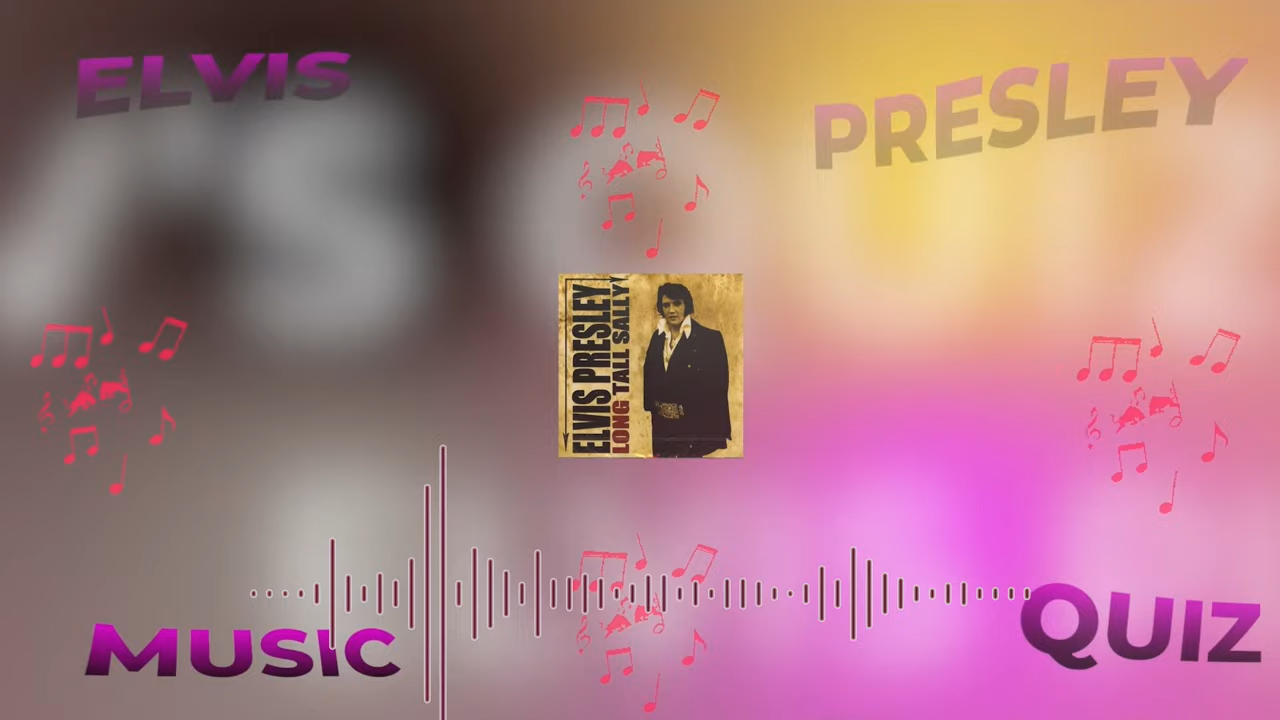 ELVIS
PRESLEY
ELVIS PRESLEY
LONG TALL SALLY
MUSIC
QUIZ